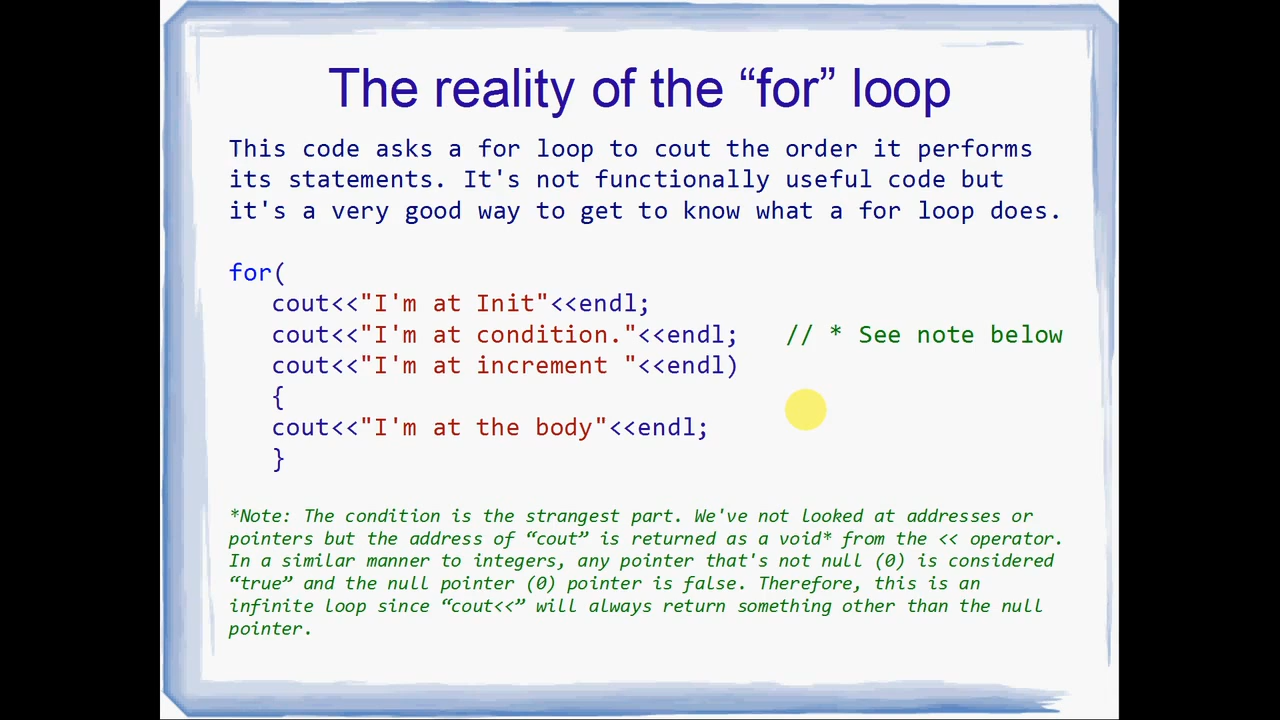 The reality of the “for” loop
This code asks a for loop to cout the order it performs
its statements. It's not functionally useful code but
it's a very good way to get to know what a for loop does.
for(
cout<<"I'm at Init"<<endl;
cout<<"I'm at condition."<<endl; // * See note below
cout<<"I'm at increment "<<endl)
{
cout<<"I'm at the body"<<endl;
}
*Note: The condition is the strangest part. We've not looked at addresses or
pointers but the address of “cout” is returned as a void* from the << operator.
In a similar manner to integers, any pointer that's not null (0) is considered
“true” and the null pointer (0) pointer is false. Therefore, this is an
infinite loop since “cout<<” will always return something other than the null
pointer.